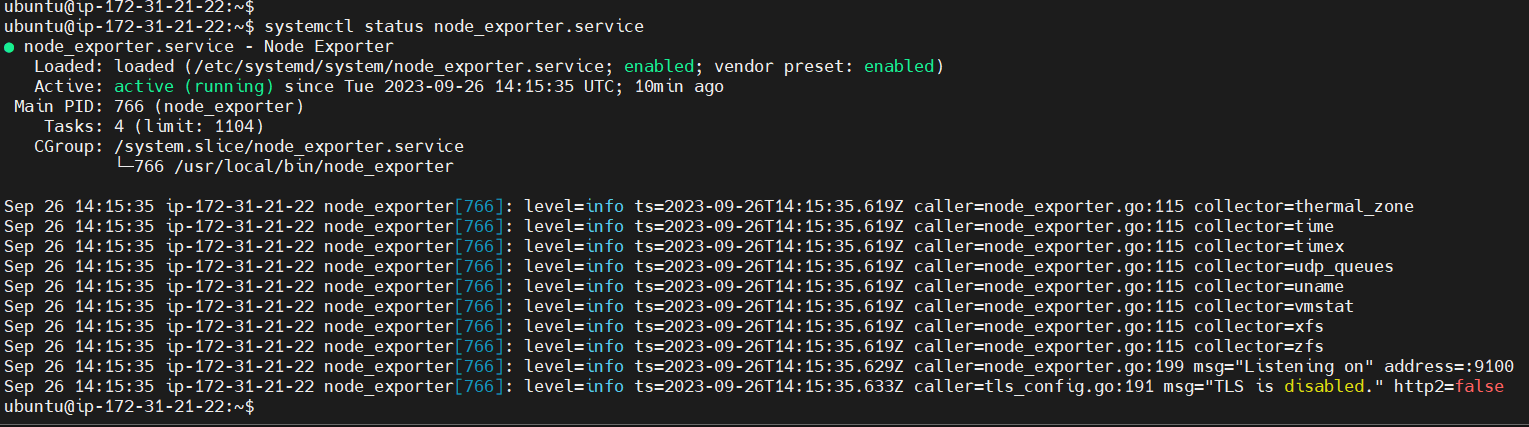 ubuntu@ip-172-31-21-22:~$
ubuntu@ip-172-31-21-22:~$ systemctl status node_exporter.service
● node_exporter.service - Node Exporter
   Loaded: loaded (/etc/systemd/system/node_exporter.service; enabled; vendor preset: enabled)
   Active: active (running) since Tue 2023-09-26 14:15:35 UTC; 10min ago
 Main PID: 766 (node_exporter)
    Tasks: 4 (limit: 1104)
   CGroup: /system.slice/node_exporter.service
           └─766 /usr/local/bin/node_exporter

Sep 26 14:15:35 ip-172-31-21-22 node_exporter[766]: level=info ts=2023-09-26T14:15:35.619Z caller=node_exporter.go:115 collector=thermal_zone
Sep 26 14:15:35 ip-172-31-21-22 node_exporter[766]: level=info ts=2023-09-26T14:15:35.619Z caller=node_exporter.go:115 collector=time
Sep 26 14:15:35 ip-172-31-21-22 node_exporter[766]: level=info ts=2023-09-26T14:15:35.619Z caller=node_exporter.go:115 collector=timex
Sep 26 14:15:35 ip-172-31-21-22 node_exporter[766]: level=info ts=2023-09-26T14:15:35.619Z caller=node_exporter.go:115 collector=udp_queues
Sep 26 14:15:35 ip-172-31-21-22 node_exporter[766]: level=info ts=2023-09-26T14:15:35.619Z caller=node_exporter.go:115 collector=uname
Sep 26 14:15:35 ip-172-31-21-22 node_exporter[766]: level=info ts=2023-09-26T14:15:35.619Z caller=node_exporter.go:115 collector=vmstat
Sep 26 14:15:35 ip-172-31-21-22 node_exporter[766]: level=info ts=2023-09-26T14:15:35.619Z caller=node_exporter.go:115 collector=xfs
Sep 26 14:15:35 ip-172-31-21-22 node_exporter[766]: level=info ts=2023-09-26T14:15:35.619Z caller=node_exporter.go:115 collector=zfs
Sep 26 14:15:35 ip-172-31-21-22 node_exporter[766]: level=info ts=2023-09-26T14:15:35.629Z caller=node_exporter.go:199 msg="Listening on" address=:9100
Sep 26 14:15:35 ip-172-31-21-22 node_exporter[766]: level=info ts=2023-09-26T14:15:35.633Z caller=tls_config.go:191 msg="TLS is disabled." http2=false
ubuntu@ip-172-31-21-22:~$